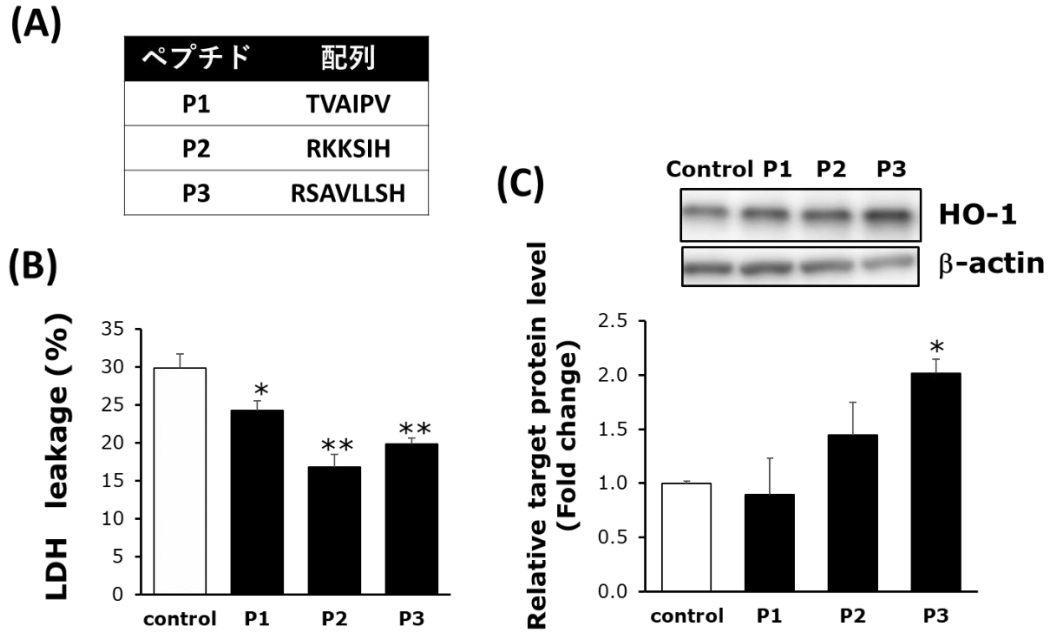 (A)
ペプチド 配列
P1 TVAIPV
P2 RKKSIH
P3 RSAVLLSH
(B)
LDH leakage (%)
35
30
25
20
15
10
5
0
*
**
**
control P1 P2 P3
(C)
Control P1 P2 P3
HO-1
β-actin
Relative target protein level
(Fold change)
2.5
2.0
1.5
1.0
0.5
0.0
*
control P1 P2 P3